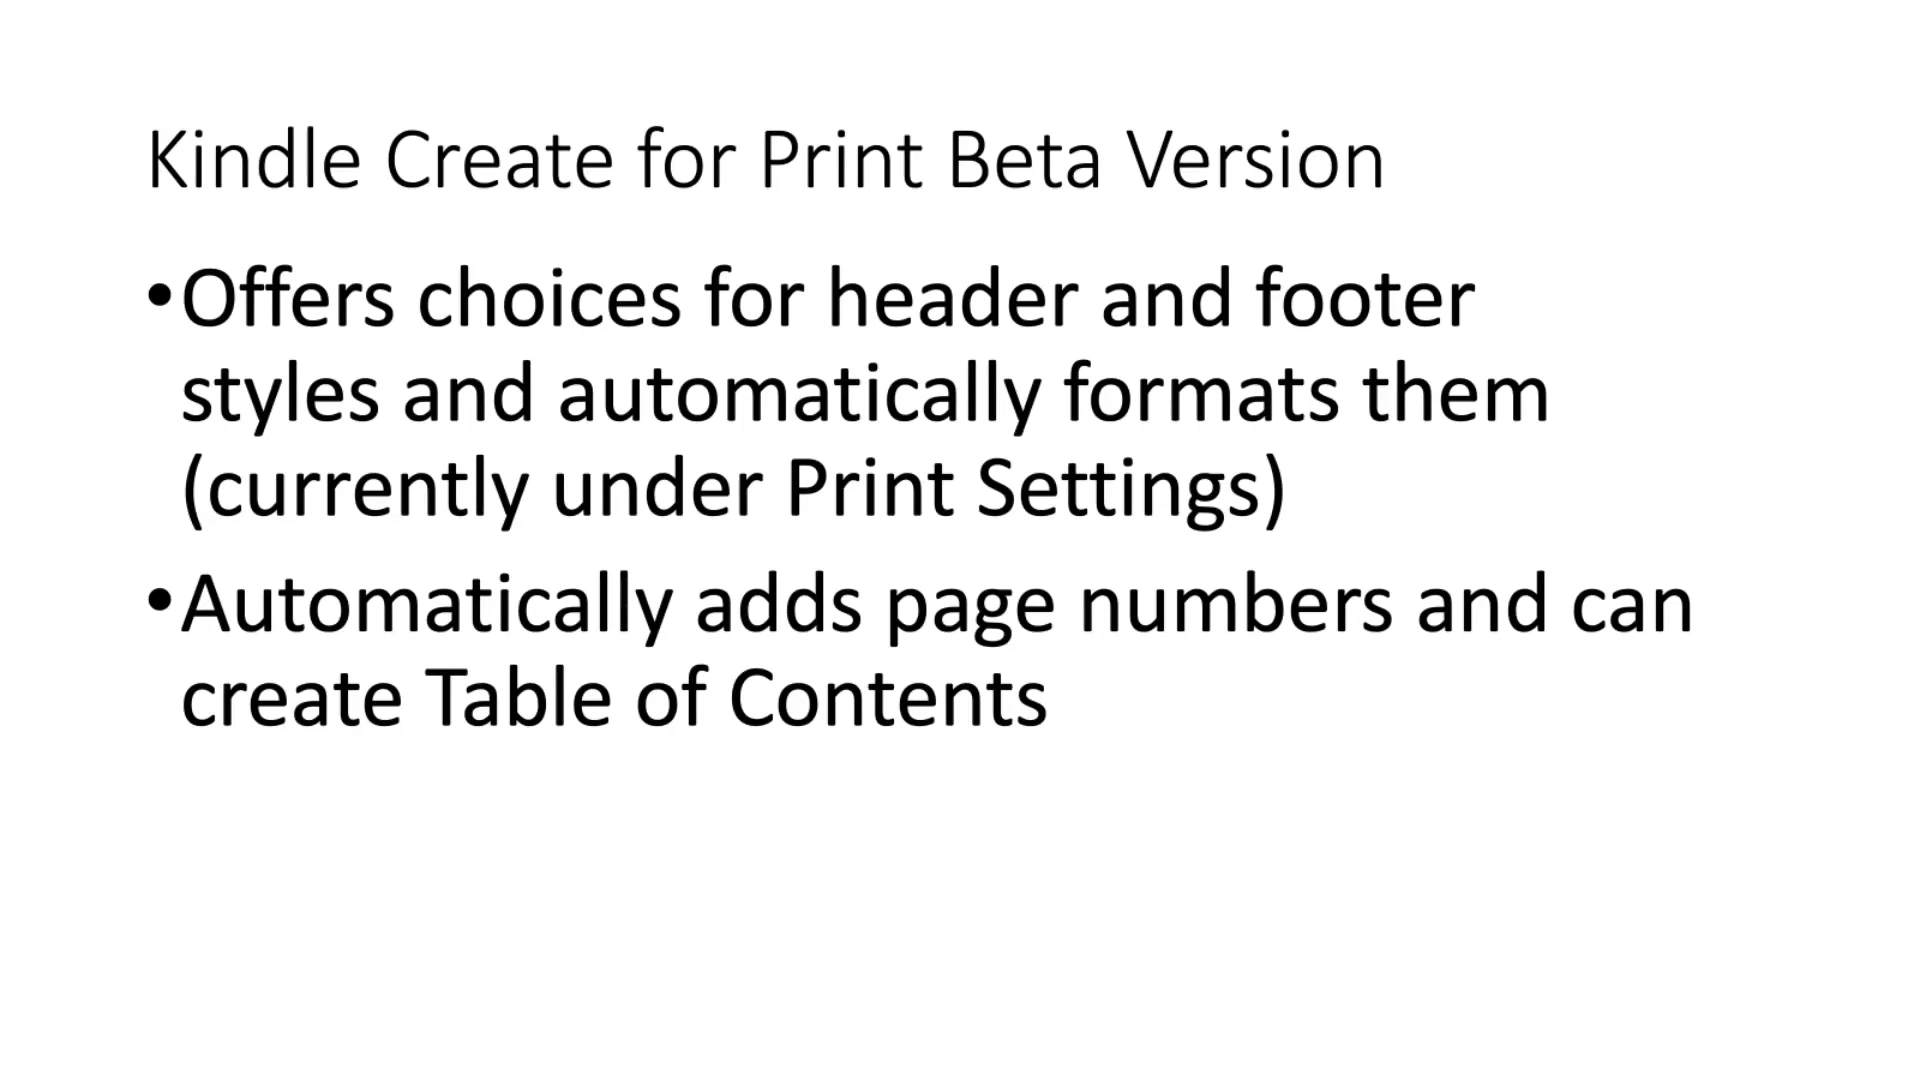 Kindle Create for Print Beta Version
•Offers choices for header and footer
styles and automatically formats them
(currently under Print Settings)
•Automatically adds page numbers and can
create Table of Contents